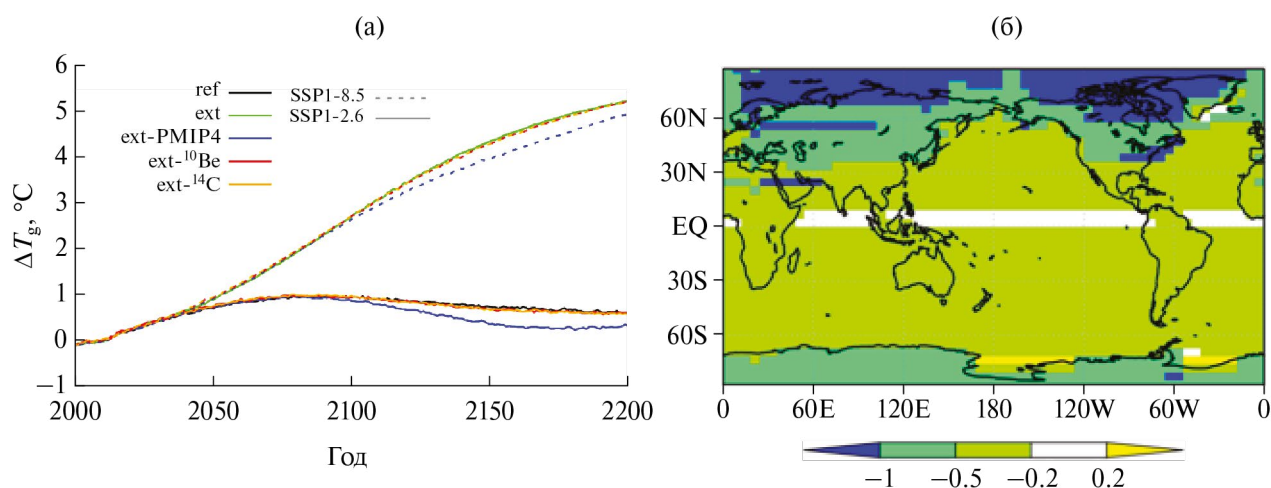 (а)
6
5
4
3
2
1
0
−1
ΔTg, °C
ref
ext
ext-PMIP4
ext-¹⁰Be
ext-¹⁴C
SSP1-8.5
SSP1-2.6
2000 2050 2100 2150 2200
Год
(б)
60N
30N
EQ
30S
60S
0 60E 120E 180 120W 60W 0
−1 −0.5 −0.2 0.2